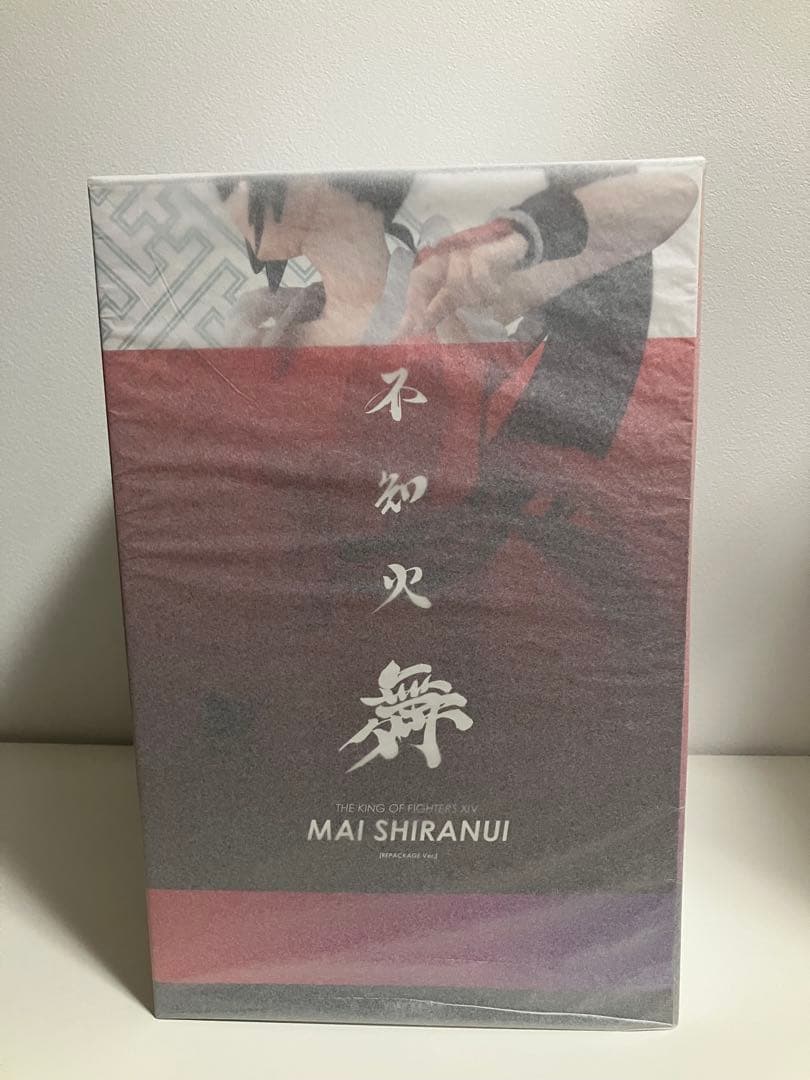 不知火
舞
THE KING OF FIGHTERS XIV
MAI SHIRANUI
[REPACKAGE Ver.]